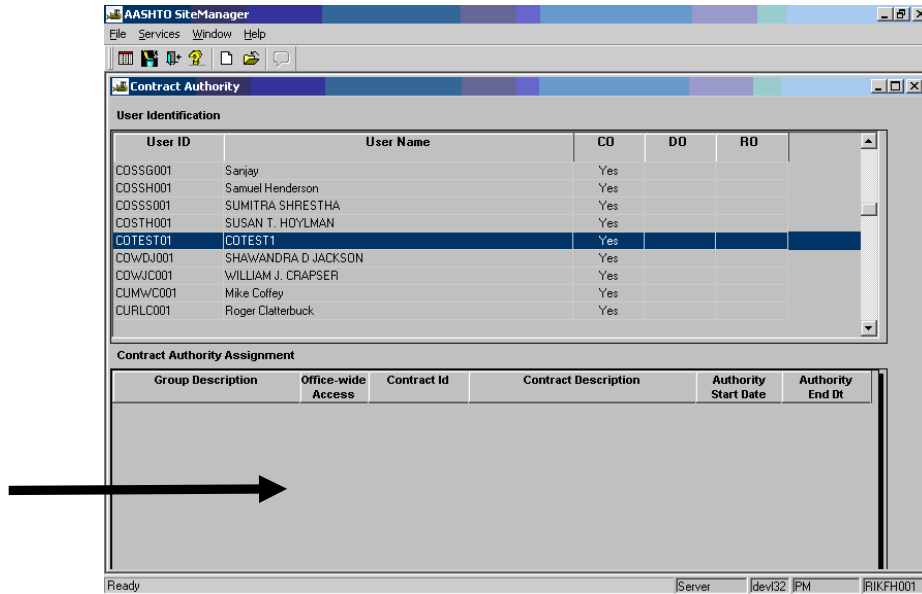 AASHTO SiteManager
File Services Window Help
Contract Authority
User Identification
User ID User Name CO DO RO
COSSG001 Sanjay Yes
COSSH001 Samuel Henderson Yes
COSSS001 SUMITRA SHRESTHA Yes
COSTH001 SUSAN T. HOYLMAN Yes
COTEST01 COTEST1 Yes
COWDJ001 SHAWANDRA D JACKSON Yes
COWJC001 WILLIAM J. CRAPSER Yes
CUMWC001 Mike Coffey Yes
CURLC001 Roger Clatterbuck Yes
Contract Authority Assignment
Group Description Office-wide Access Contract Id Contract Description Authority Start Date Authority End Dt
Ready Server devl32 PM RIKFH001